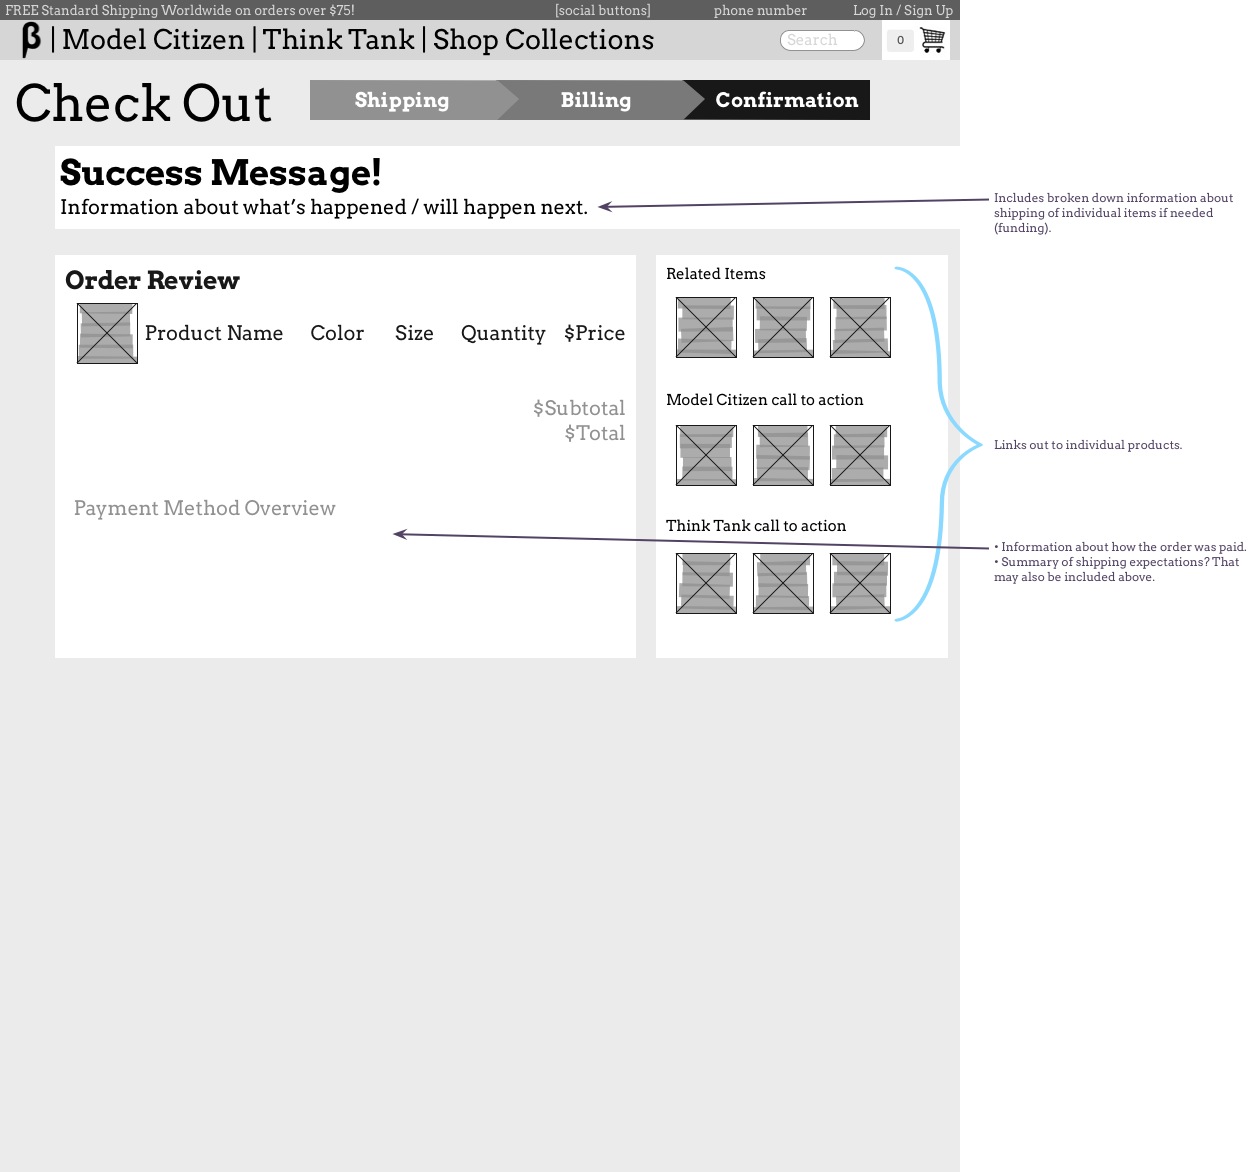 FREE Standard Shipping Worldwide on orders over $75! [social buttons] phone number Log In / Sign Up
β | Model Citizen | Think Tank | Shop Collections Search 0
Check Out Shipping Billing Confirmation
Success Message!
Information about what’s happened / will happen next.
Includes broken down information about
shipping of individual items if needed
(funding).
Order Review
Product Name Color Size Quantity $Price
$Subtotal
$Total
Payment Method Overview
Related Items
Model Citizen call to action
Think Tank call to action
Links out to individual products.
• Information about how the order was paid.
• Summary of shipping expectations? That
may also be included above.